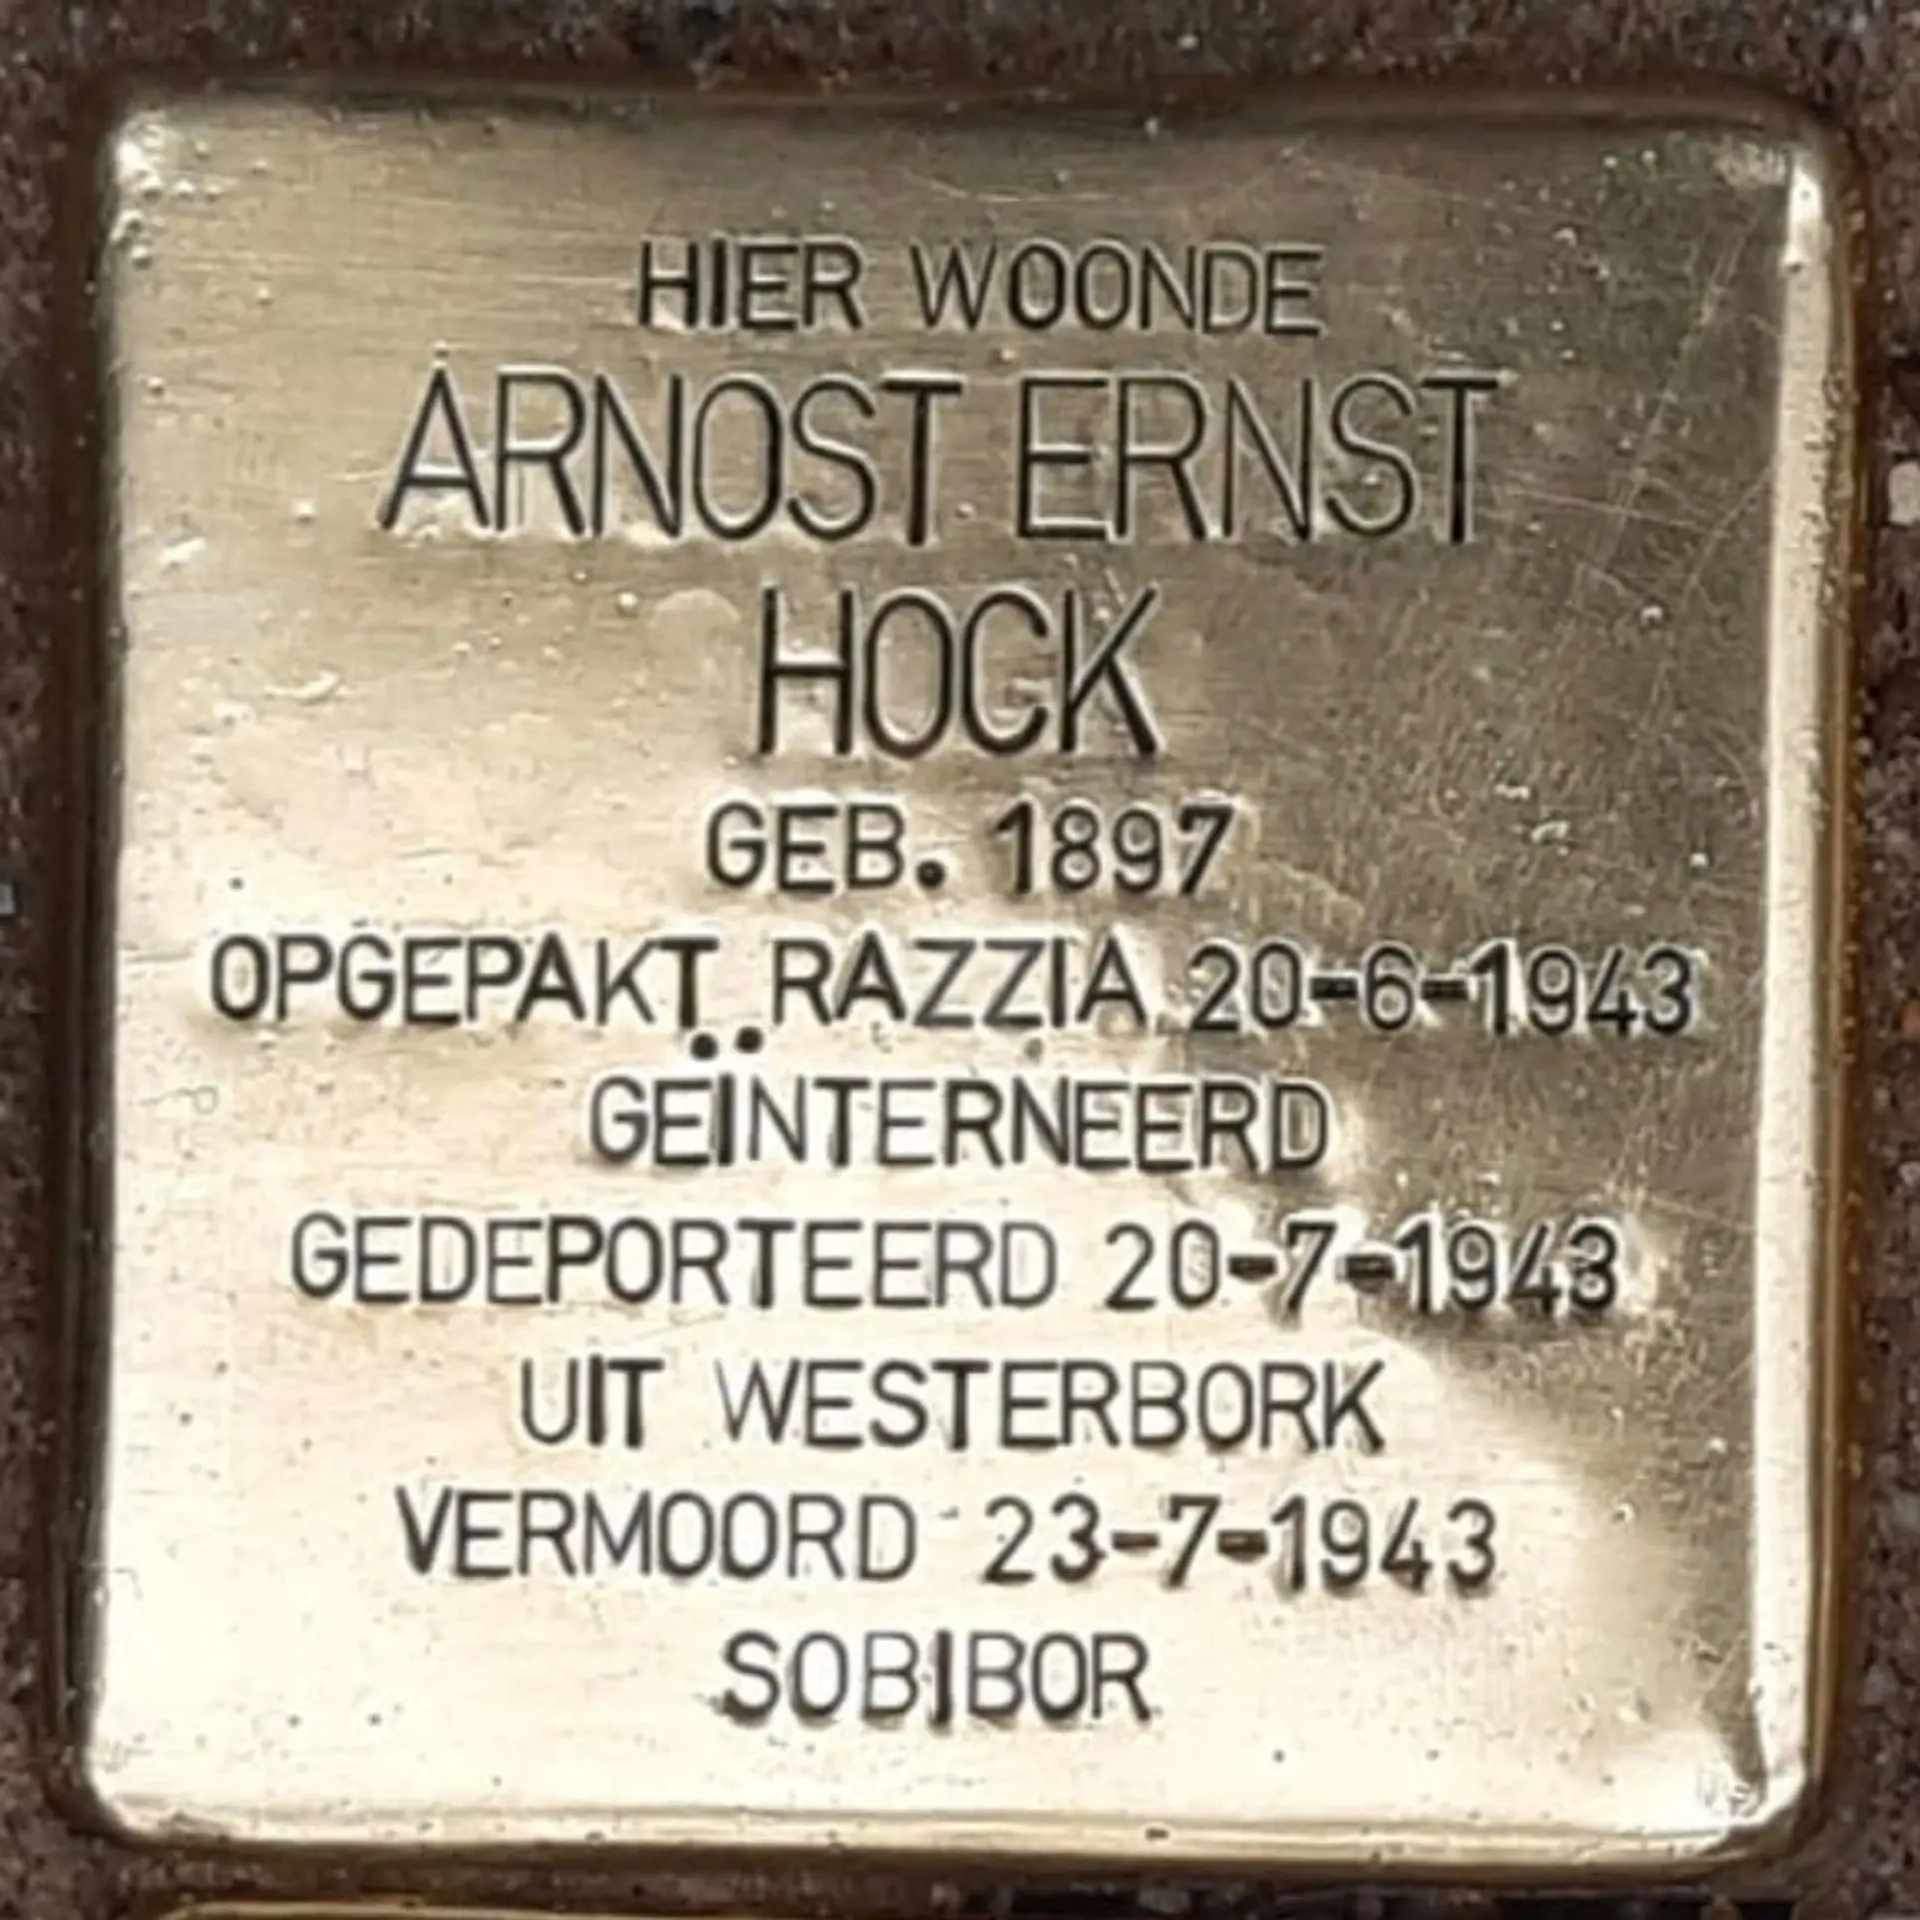 HIER WOONDE
ARNOST ERNST
HOCK
GEB. 1897
OPGEPAKT RAZZIA 20-6-1943
GEÏNTERNEERD
GEDEPORTEERD 20-7-1943
UIT WESTERBORK
VERMOORD 23-7-1943
SOBIBOR